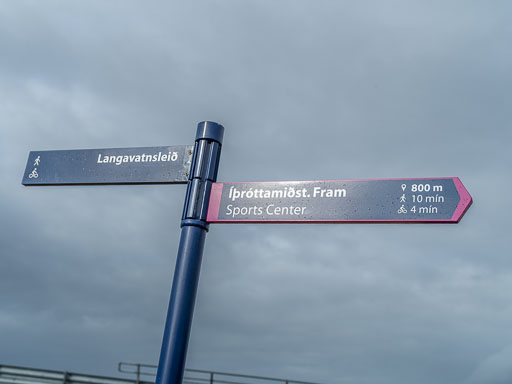 Langavatnsleið
Íþróttamiðst. Fram
Sports Center
800 m
10 mín
4 mín